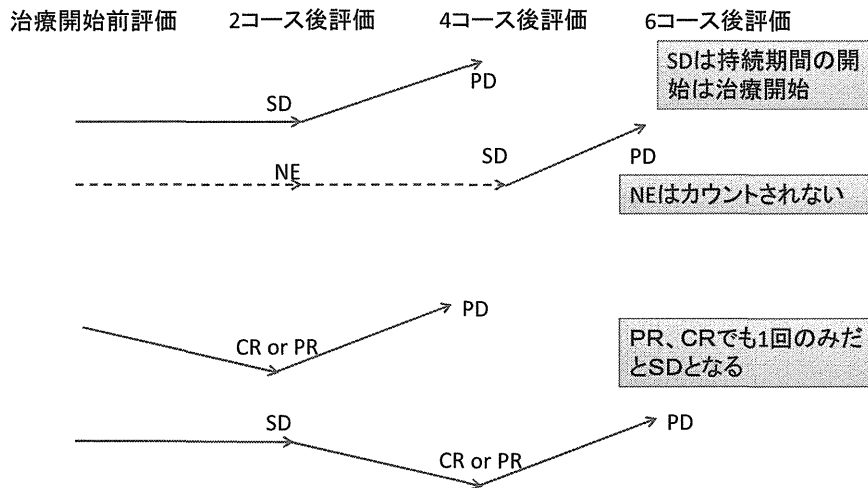 治療開始前評価 2コース後評価 4コース後評価 6コース後評価
SDは持続期間の開
始は治療開始
SD
PD
NE
SD
PD
NEはカウントされない
CR or PR
PD
PR、CRでも1回のみだ
とSDとなる
SD
CR or PR
PD